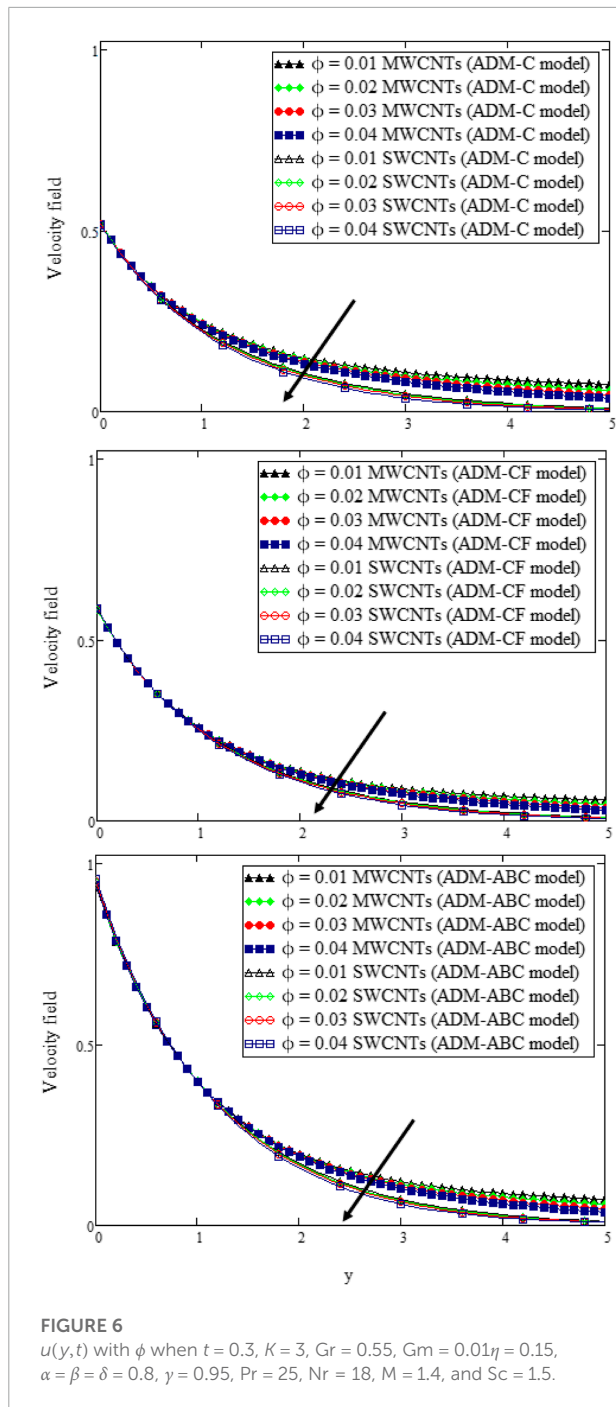 1
φ = 0.01 MWCNTs (ADM-C model)
φ = 0.02 MWCNTs (ADM-C model)
φ = 0.03 MWCNTs (ADM-C model)
φ = 0.04 MWCNTs (ADM-C model)
φ = 0.01 SWCNTs (ADM-C model)
φ = 0.02 SWCNTs (ADM-C model)
φ = 0.03 SWCNTs (ADM-C model)
φ = 0.04 SWCNTs (ADM-C model)
Velocity field
0.5
0
0 1 2 3 4 5
1
φ = 0.01 MWCNTs (ADM-CF model)
φ = 0.02 MWCNTs (ADM-CF model)
φ = 0.03 MWCNTs (ADM-CF model)
φ = 0.04 MWCNTs (ADM-CF model)
φ = 0.01 SWCNTs (ADM-CF model)
φ = 0.02 SWCNTs (ADM-CF model)
φ = 0.03 SWCNTs (ADM-CF model)
φ = 0.04 SWCNTs (ADM-CF model)
Velocity field
0.5
0
0 1 2 3 4 5
1
φ = 0.01 MWCNTs (ADM-ABC model)
φ = 0.02 MWCNTs (ADM-ABC model)
φ = 0.03 MWCNTs (ADM-ABC model)
φ = 0.04 MWCNTs (ADM-ABC model)
φ = 0.01 SWCNTs (ADM-ABC model)
φ = 0.02 SWCNTs (ADM-ABC model)
φ = 0.03 SWCNTs (ADM-ABC model)
φ = 0.04 SWCNTs (ADM-ABC model)
Velocity field
0.5
0
0 1 2 3 4 5
y
FIGURE 6
u(y,t) with ϕ when t = 0.3, K = 3, Gr = 0.55, Gm = 0.01η = 0.15,
α = β = δ = 0.8, γ = 0.95, Pr = 25, Nr = 18, M = 1.4, and Sc = 1.5.